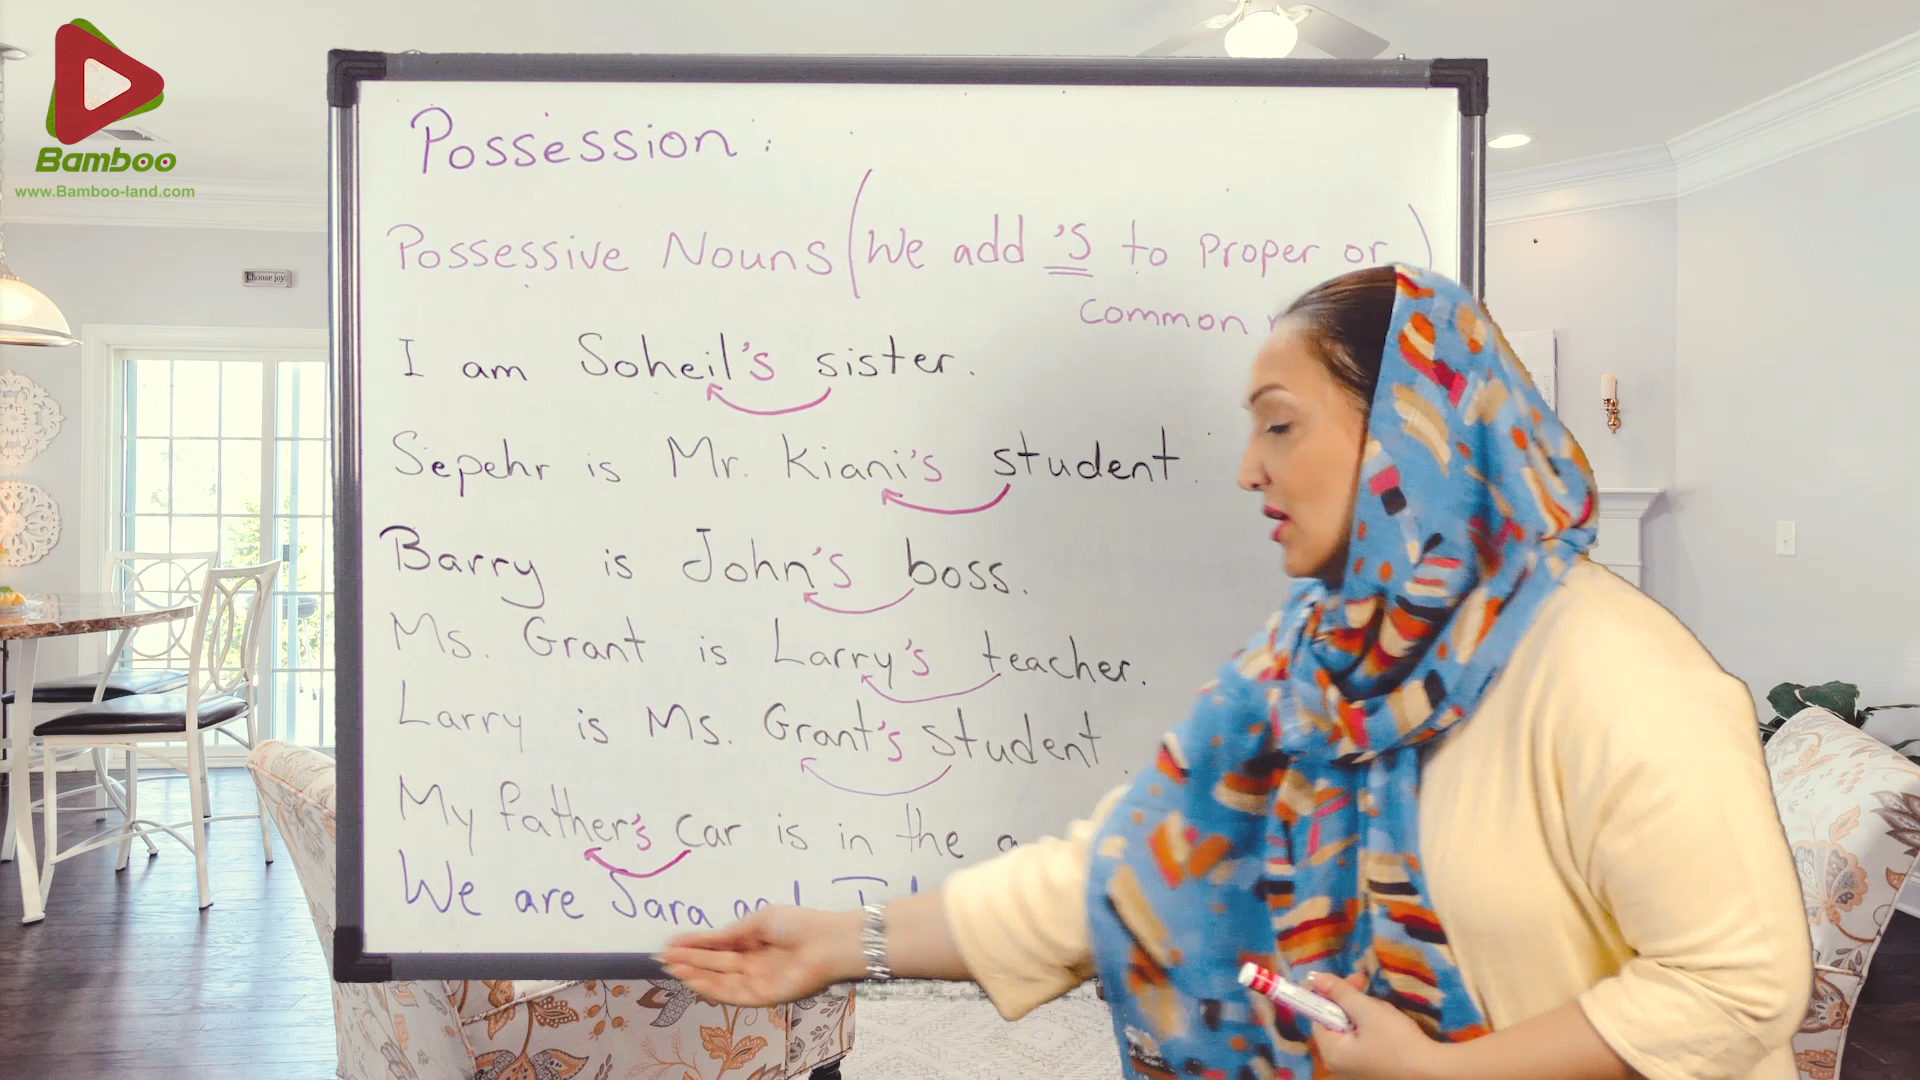 Bamboo
www.Bamboo-land.com
Choose joy
Possession:
Possessive Nouns (We add 's to proper or)
common
I am Soheil's sister.
Sepehr is Mr. Kiani's student.
Barry is John's boss.
Ms. Grant is Larry's teacher.
Larry is Ms. Grant's student.
My father's car is in the
We are Sara